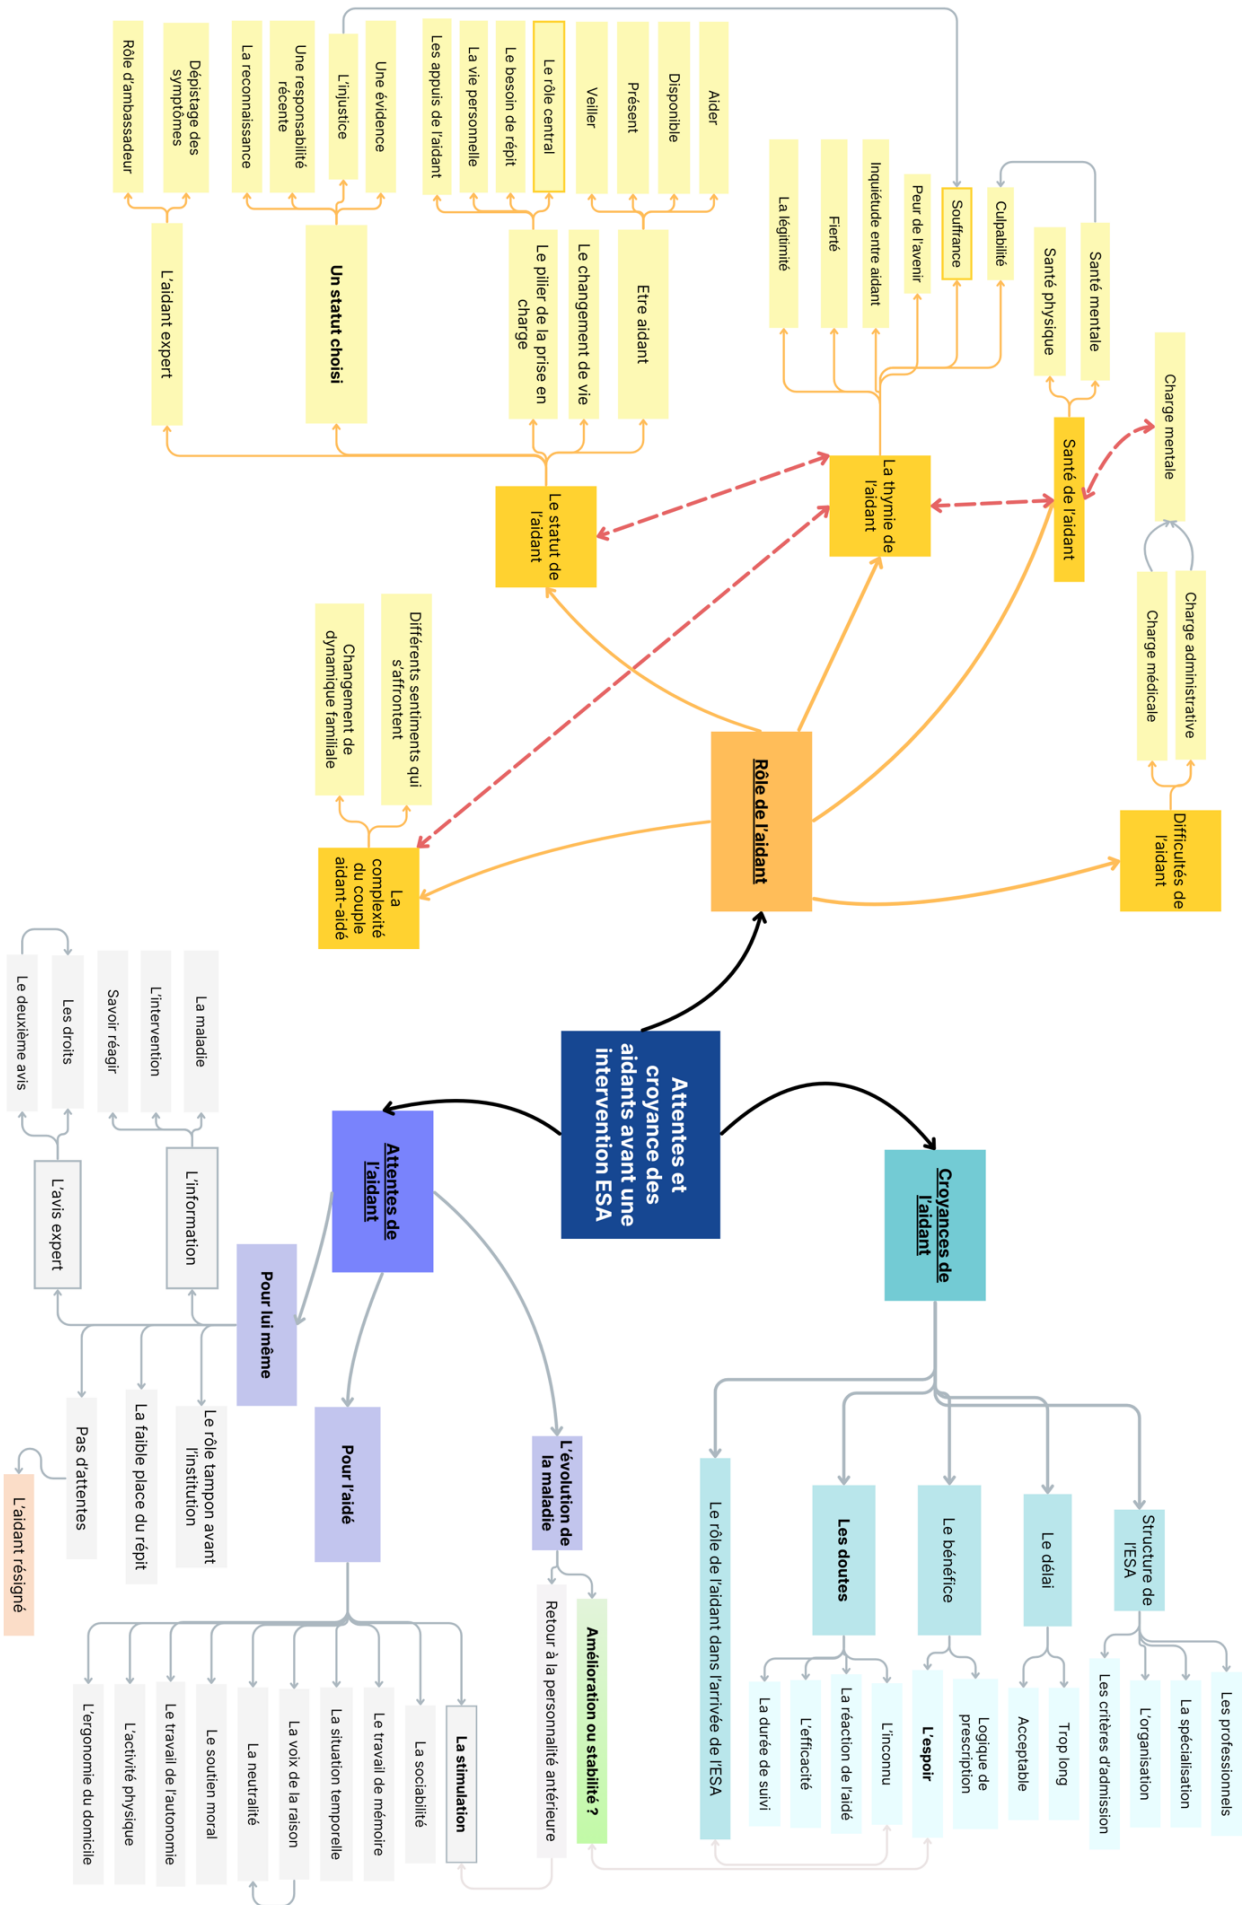 Attentes et
croyance des
aidants avant une
intervention ESA
Rôle de l'aidant
Difficultés de
l'aidant
Charge administrative
Charge médicale
Charge mentale
Santé de l'aidant
Santé mentale
Santé physique
La thymie de
l'aidant
Culpabilité
Souffrance
Peur de l'avenir
Inquiétude entre aidant
Fierté
La légitimité
Le statut de
l'aidant
Etre aidant
Aider
Disponible
Présent
Veiller
Le changement de vie
Le pilier de la prise en
charge
Le rôle central
Le besoin de répit
La vie personnelle
Les appuis de l'aidant
Un statut choisi
Une évidence
L'injustice
Une responsabilité
récente
La reconnaissance
L'aidant expert
Dépistage des
symptômes
Rôle d'ambassadeur
La
complexité
du couple
aidant-aidé
Différents sentiments qui
s'affrontent
Changement de
dynamique familiale
Croyances de
l'aidant
Structure de
l'ESA
Les professionnels
La spécialisation
L'organisation
Les critères d'admission
Le délai
Trop long
Acceptable
Le bénéfice
Logique de
prescription
L'espoir
Les doutes
L'inconnu
La réaction de l'aidé
L'efficacité
La durée de suivi
Le rôle de l'aidant dans l'arrivée de l'ESA
Attentes de
l'aidant
L'évolution de
la maladie
Amélioration ou stabilité ?
Retour à la personnalité antérieure
Pour l'aidé
La stimulation
La sociabilité
Le travail de mémoire
La situation temporelle
La voix de la raison
La neutralité
Le soutien moral
Le travail de l'autonomie
L'activité physique
L'ergonomie du domicile
Pour lui même
L'information
La maladie
L'intervention
Savoir réagir
L'avis expert
Les droits
Le deuxième avis
Le rôle tampon avant
l'institution
La faible place du répit
Pas d'attentes
L'aidant résigné